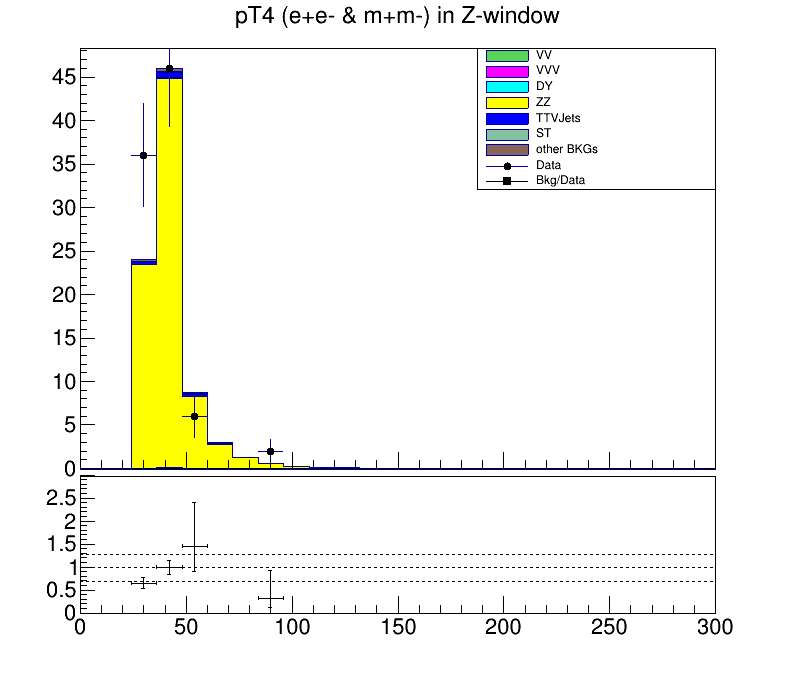 pT4 (e+e- & m+m-) in Z-window
VV
VVV
DY
ZZ
TTVJets
ST
other BKGs
Data
Bkg/Data
45
40
35
30
25
20
15
10
5
0
2.5
2
1.5
1
0.5
0
0 50 100 150 200 250 300